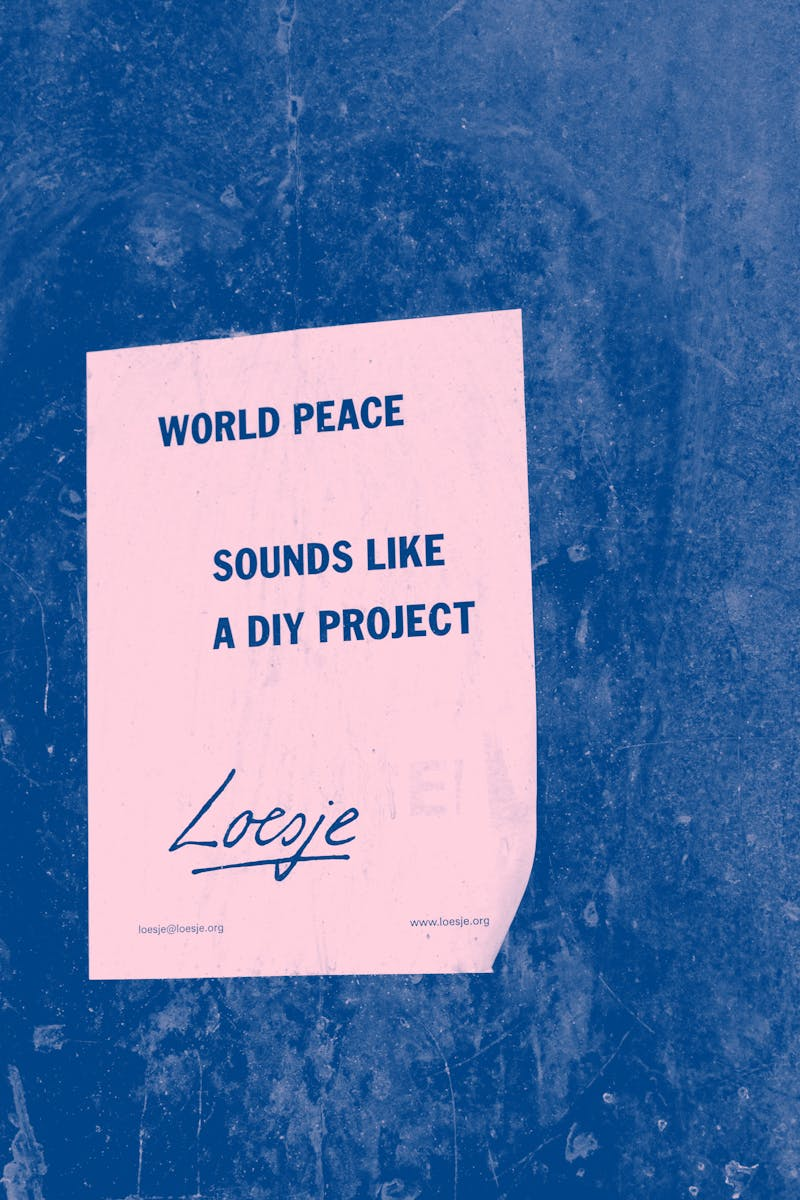 WORLD PEACE
SOUNDS LIKE
A DIY PROJECT
Loesje
loesje@loesje.org
www.loesje.org